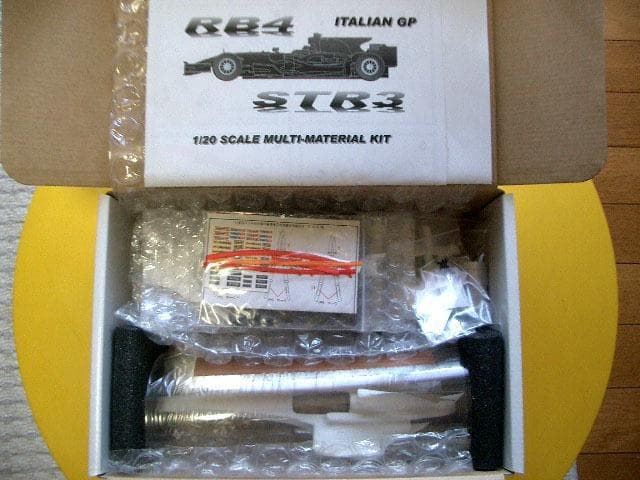 RB4 ITALIAN GP
STR3
1/20 SCALE MULTI-MATERIAL KIT